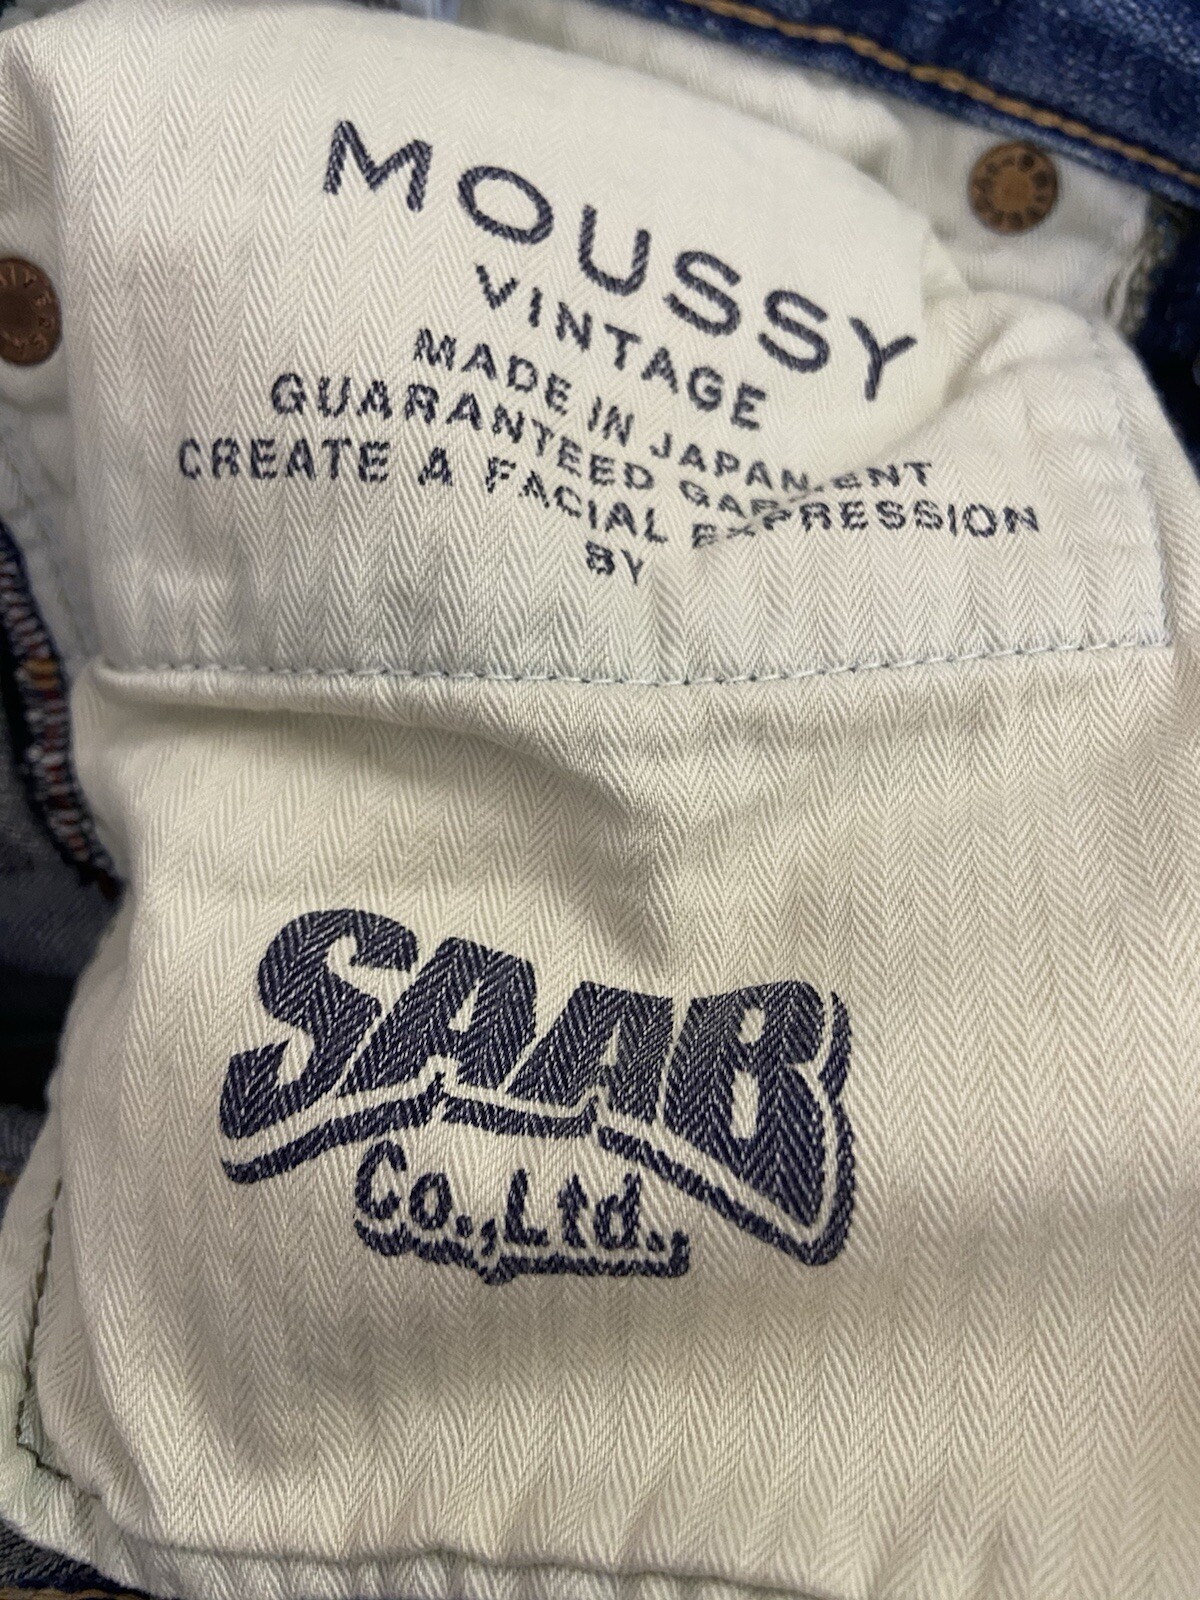 MOUSSY
VINTAGE
MADE IN JAPAN
GUARANTEED GARMENT
CREATE A FACIAL EXPRESSION
BY
SAAB
Co.,Ltd.,